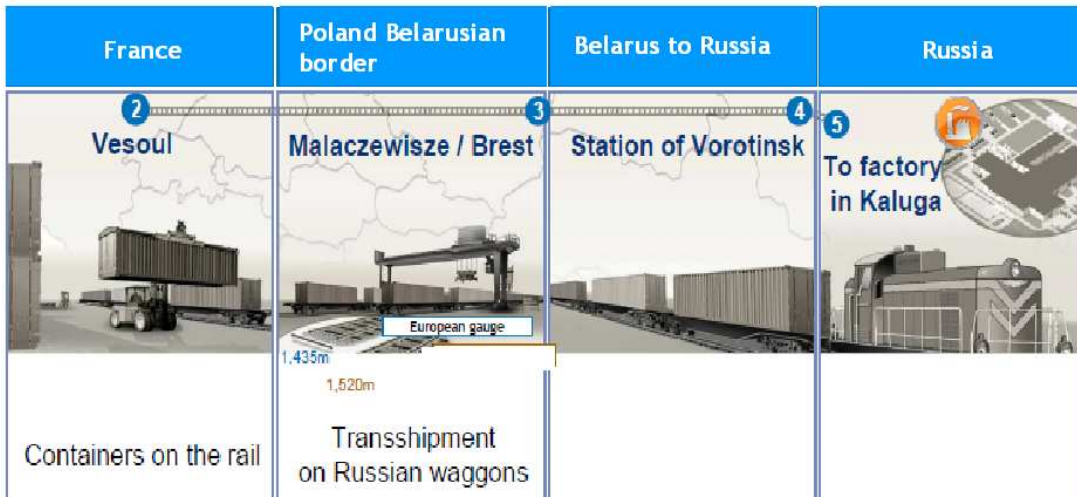 France
Poland Belarusian
border
Belarus to Russia
Russia
2
3
4
5
Vesoul
Malaczewisze / Brest
Station of Vorotinsk
To factory
in Kaluga
European gauge
1,435m
1,520m
Containers on the rail
Transshipment
on Russian waggons